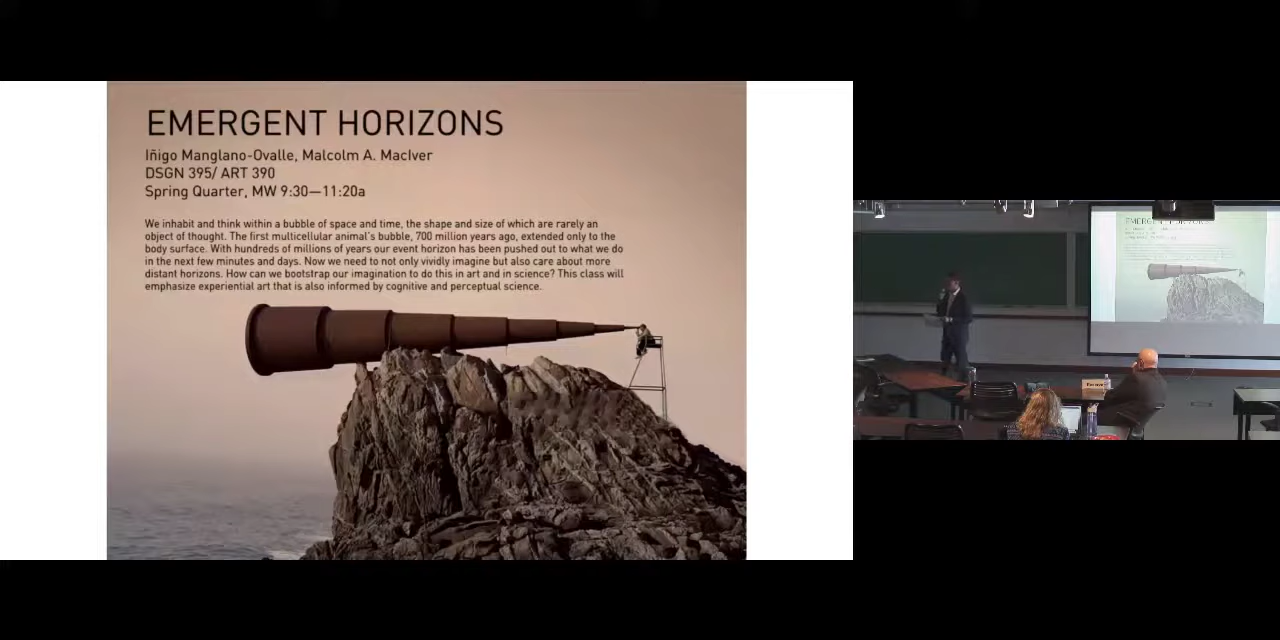 EMERGENT HORIZONS
Iñigo Manglano-Ovalle, Malcolm A. MacIver
DSGN 395/ ART 390
Spring Quarter, MW 9:30—11:20a
We inhabit and think within a bubble of space and time, the shape and size of which are rarely an
object of thought. The first multicellular animal's bubble, 700 million years ago, extended only to the
body surface. With hundreds of millions of years our event horizon has been pushed out to what we do
in the next few minutes and days. Now we need to not only vividly imagine but also care about more
distant horizons. How can we bootstrap our imagination to do this in art and in science? This class will
emphasize experiential art that is also informed by cognitive and perceptual science.